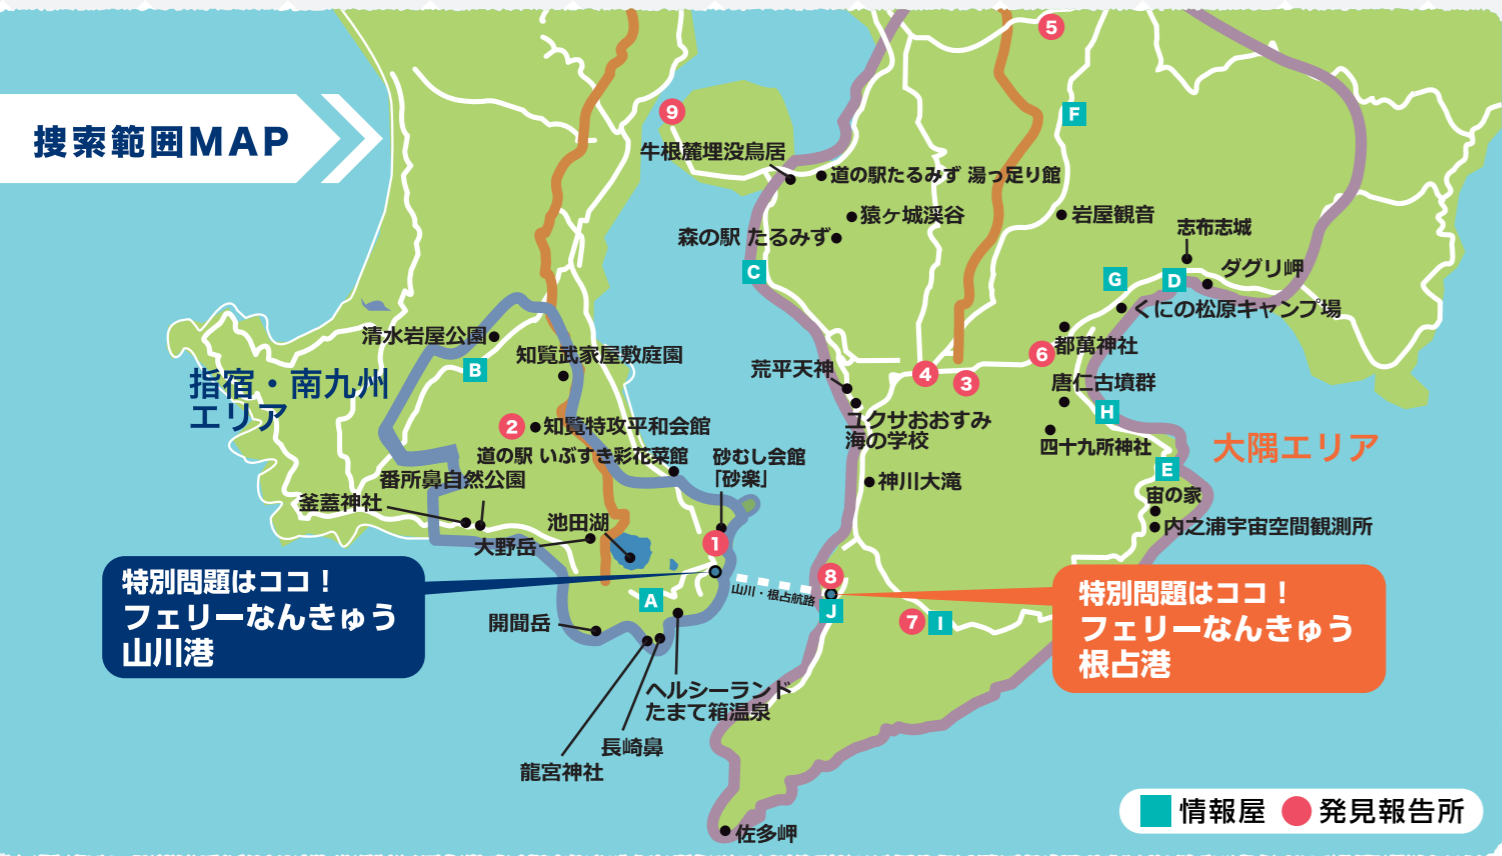 捜索範囲MAP
5
9
F
牛根麓埋没鳥居
道の駅たるみず 湯っ足り館
猿ヶ城渓谷
岩屋観音
森の駅 たるみず
志布志城
C
G
D
ダグリ岬
くにの松原キャンプ場
清水岩屋公園
知覧武家屋敷庭園
B
都萬神社
6
荒平天神
4
3
唐仁古墳群
指宿・南九州
エリア
H
ユクサおおすみ
海の学校
2
知覧特攻平和会館
四十九所神社
大隅エリア
道の駅 いぶすき彩花菜館
砂むし会館
「砂楽」
E
番所鼻自然公園
神川大滝
宙の家
釜蓋神社
池田湖
内之浦宇宙空間観測所
大野岳
1
特別問題はココ！
フェリーなんきゅう
山川港
山川・根占航路
8
J
A
7
I
特別問題はココ！
フェリーなんきゅう
根占港
開聞岳
ヘルシーランド
たまて箱温泉
長崎鼻
龍宮神社
佐多岬
情報屋
発見報告所